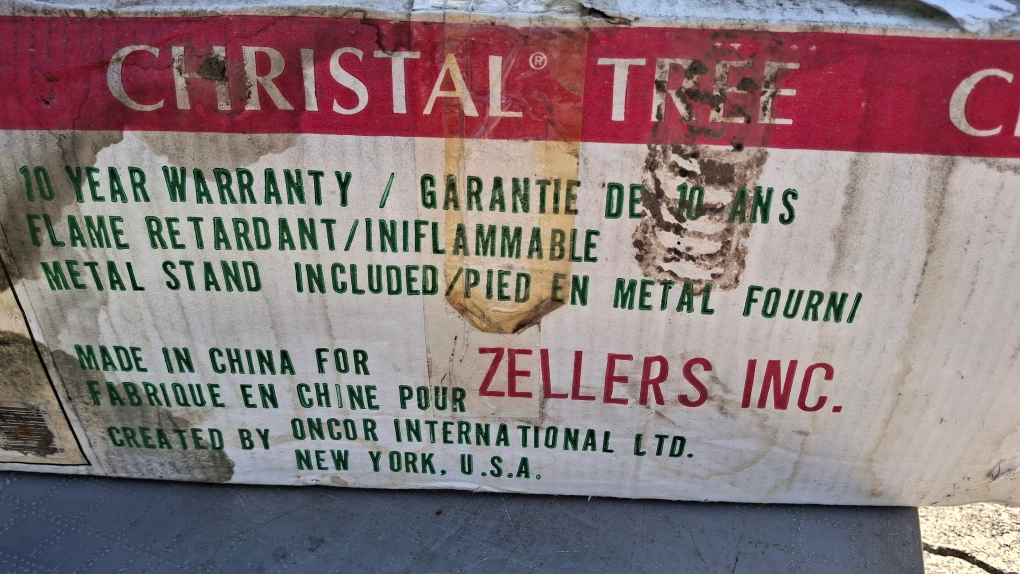 CHRISTAL® TREE C
10 YEAR WARRANTY / GARANTIE DE 10 ANS
FLAME RETARDANT/INIFLAMMABLE
METAL STAND INCLUDED/PIED EN METAL FOURNI
MADE IN CHINA FOR
FABRIQUE EN CHINE POUR ZELLERS INC.
CREATED BY ONCOR INTERNATIONAL LTD.
NEW YORK, U.S.A.